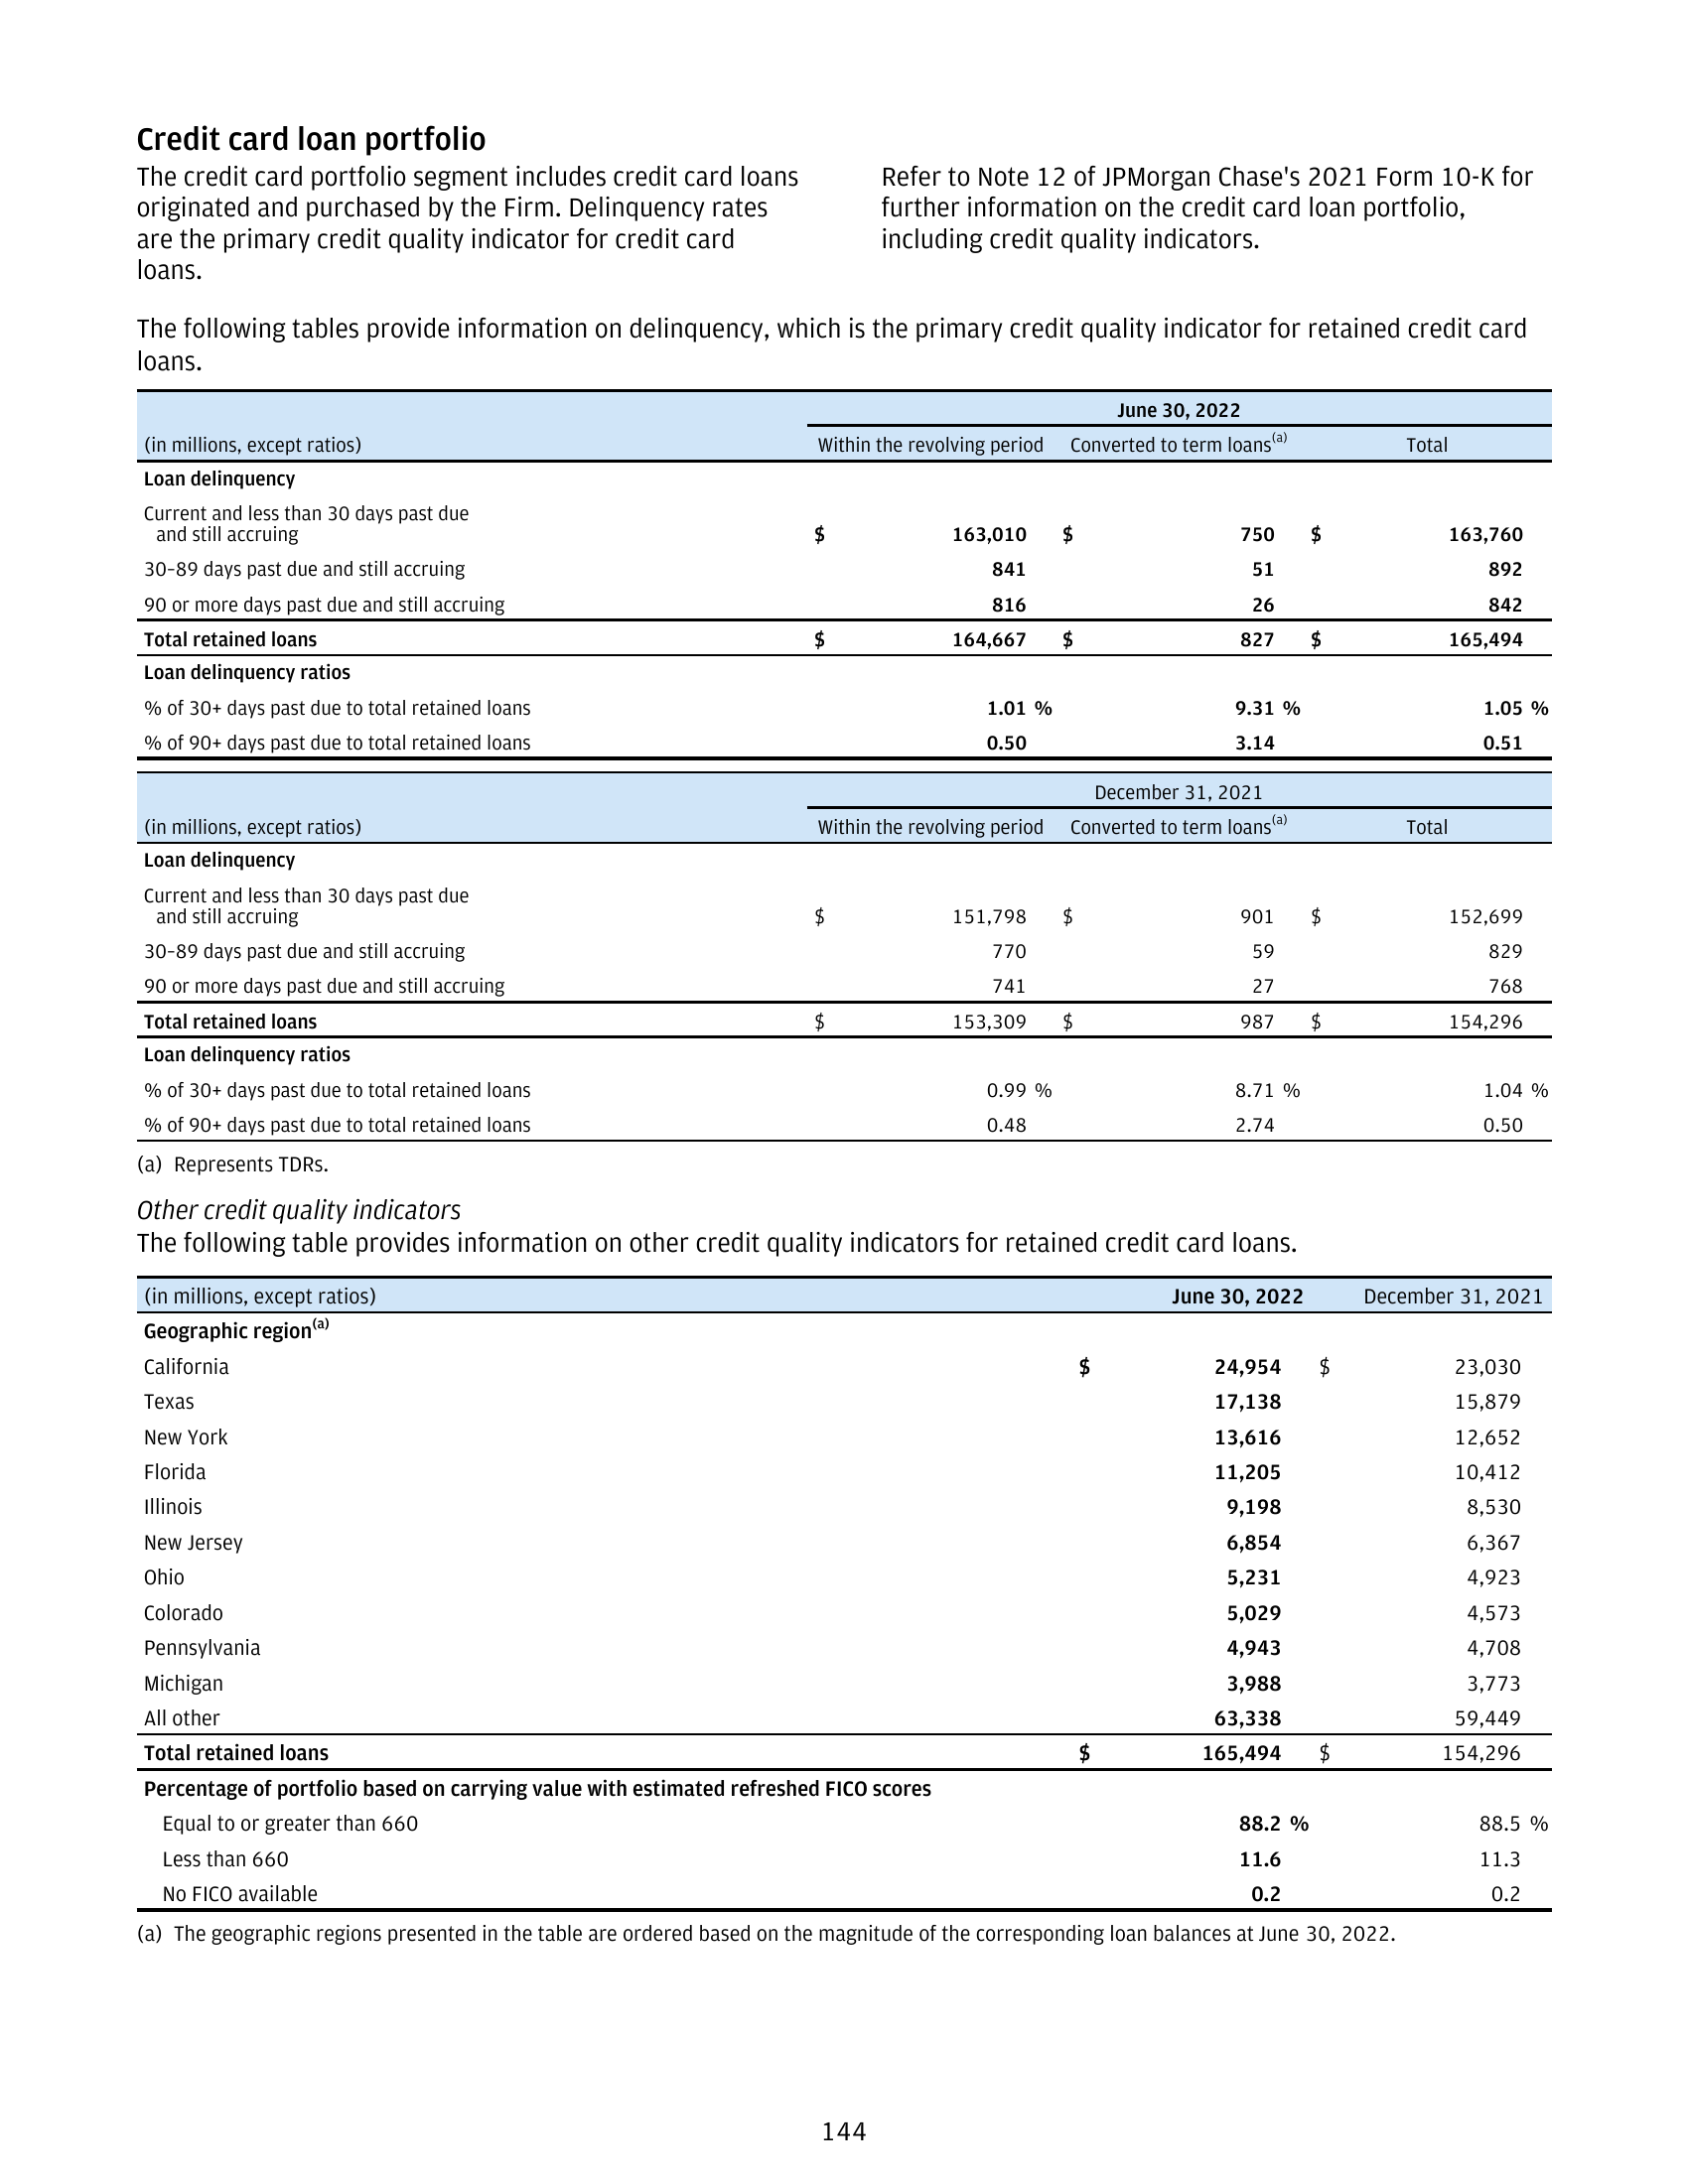 Credit card loan portfolio
The credit card portfolio segment includes credit card loans
originated and purchased by the Firm. Delinquency rates
are the primary credit quality indicator for credit card
loans.
Refer to Note 12 of JPMorgan Chase's 2021 Form 10-K for
further information on the credit card loan portfolio,
including credit quality indicators.
The following tables provide information on delinquency, which is the primary credit quality indicator for retained credit card
loans.
June 30, 2022
(in millions, except ratios) Within the revolving period Converted to term loans(a) Total
Loan delinquency
Current and less than 30 days past due
and still accruing $ 163,010 $ 750 $ 163,760
30-89 days past due and still accruing 841 51 892
90 or more days past due and still accruing 816 26 842
Total retained loans $ 164,667 $ 827 $ 165,494
Loan delinquency ratios
% of 30+ days past due to total retained loans 1.01 % 9.31 % 1.05 %
% of 90+ days past due to total retained loans 0.50 3.14 0.51
December 31, 2021
(in millions, except ratios) Within the revolving period Converted to term loans(a) Total
Loan delinquency
Current and less than 30 days past due
and still accruing $ 151,798 $ 901 $ 152,699
30-89 days past due and still accruing 770 59 829
90 or more days past due and still accruing 741 27 768
Total retained loans $ 153,309 $ 987 $ 154,296
Loan delinquency ratios
% of 30+ days past due to total retained loans 0.99 % 8.71 % 1.04 %
% of 90+ days past due to total retained loans 0.48 2.74 0.50
(a) Represents TDRs.
Other credit quality indicators
The following table provides information on other credit quality indicators for retained credit card loans.
(in millions, except ratios) June 30, 2022 December 31, 2021
Geographic region(a)
California $ 24,954 $ 23,030
Texas 17,138 15,879
New York 13,616 12,652
Florida 11,205 10,412
Illinois 9,198 8,530
New Jersey 6,854 6,367
Ohio 5,231 4,923
Colorado 5,029 4,573
Pennsylvania 4,943 4,708
Michigan 3,988 3,773
All other 63,338 59,449
Total retained loans $ 165,494 $ 154,296
Percentage of portfolio based on carrying value with estimated refreshed FICO scores
Equal to or greater than 660 88.2 % 88.5 %
Less than 660 11.6 11.3
No FICO available 0.2 0.2
(a) The geographic regions presented in the table are ordered based on the magnitude of the corresponding loan balances at June 30, 2022.
144